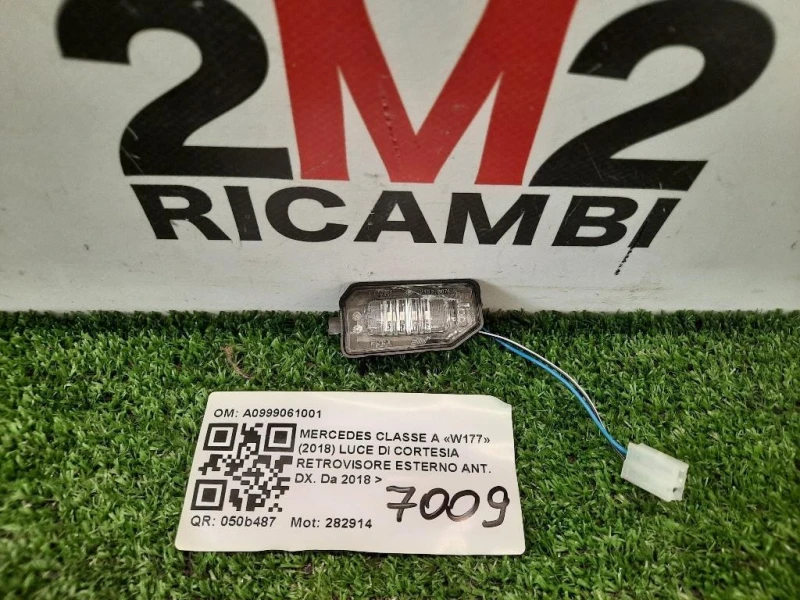 2M2
RICAMBI
OM: A0999061001
MERCEDES CLASSE A «W177»
(2018) LUCE DI CORTESIA
RETROVISORE ESTERNO ANT.
DX. Da 2018 >
7009
QR: 050b487 Mot: 282914